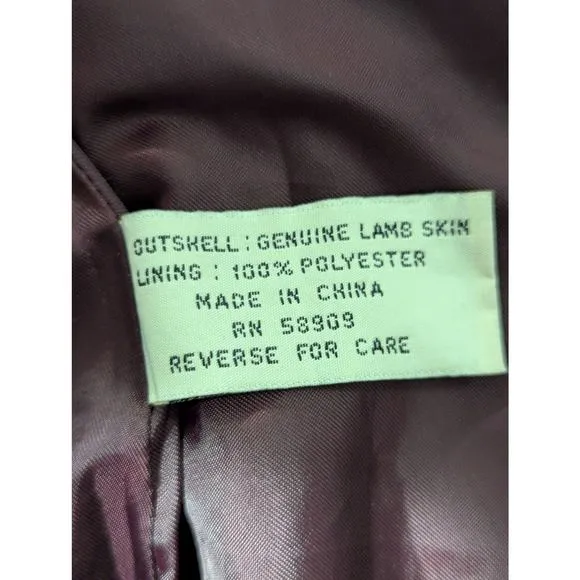 OUTSHELL: GENUINE LAMB SKIN
LINING : 100% POLYESTER
MADE IN CHINA
RN 58909
REVERSE FOR CARE